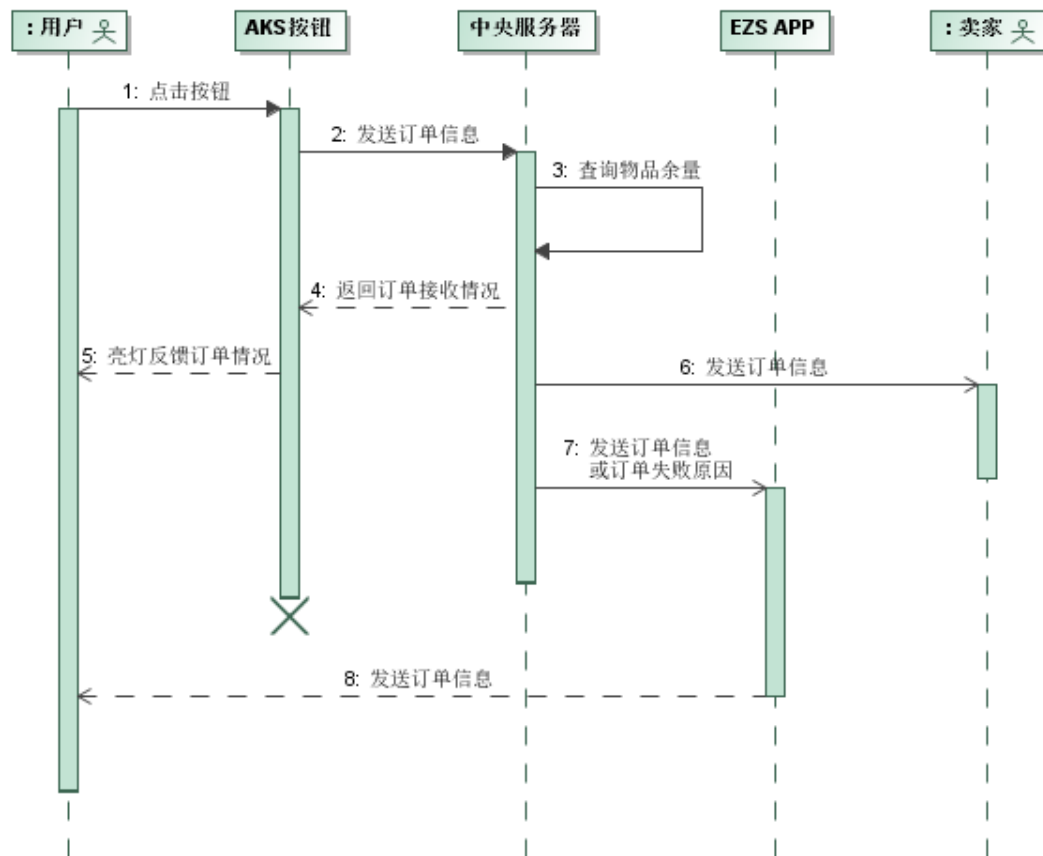 : 用户
AKS按钮
中央服务器
EZS APP
: 卖家
1: 点击按钮
2: 发送订单信息
3: 查询物品余量
4: 返回订单接收情况
5: 亮灯反馈订单情况
6: 发送订单信息
7: 发送订单信息
或订单失败原因
8: 发送订单信息